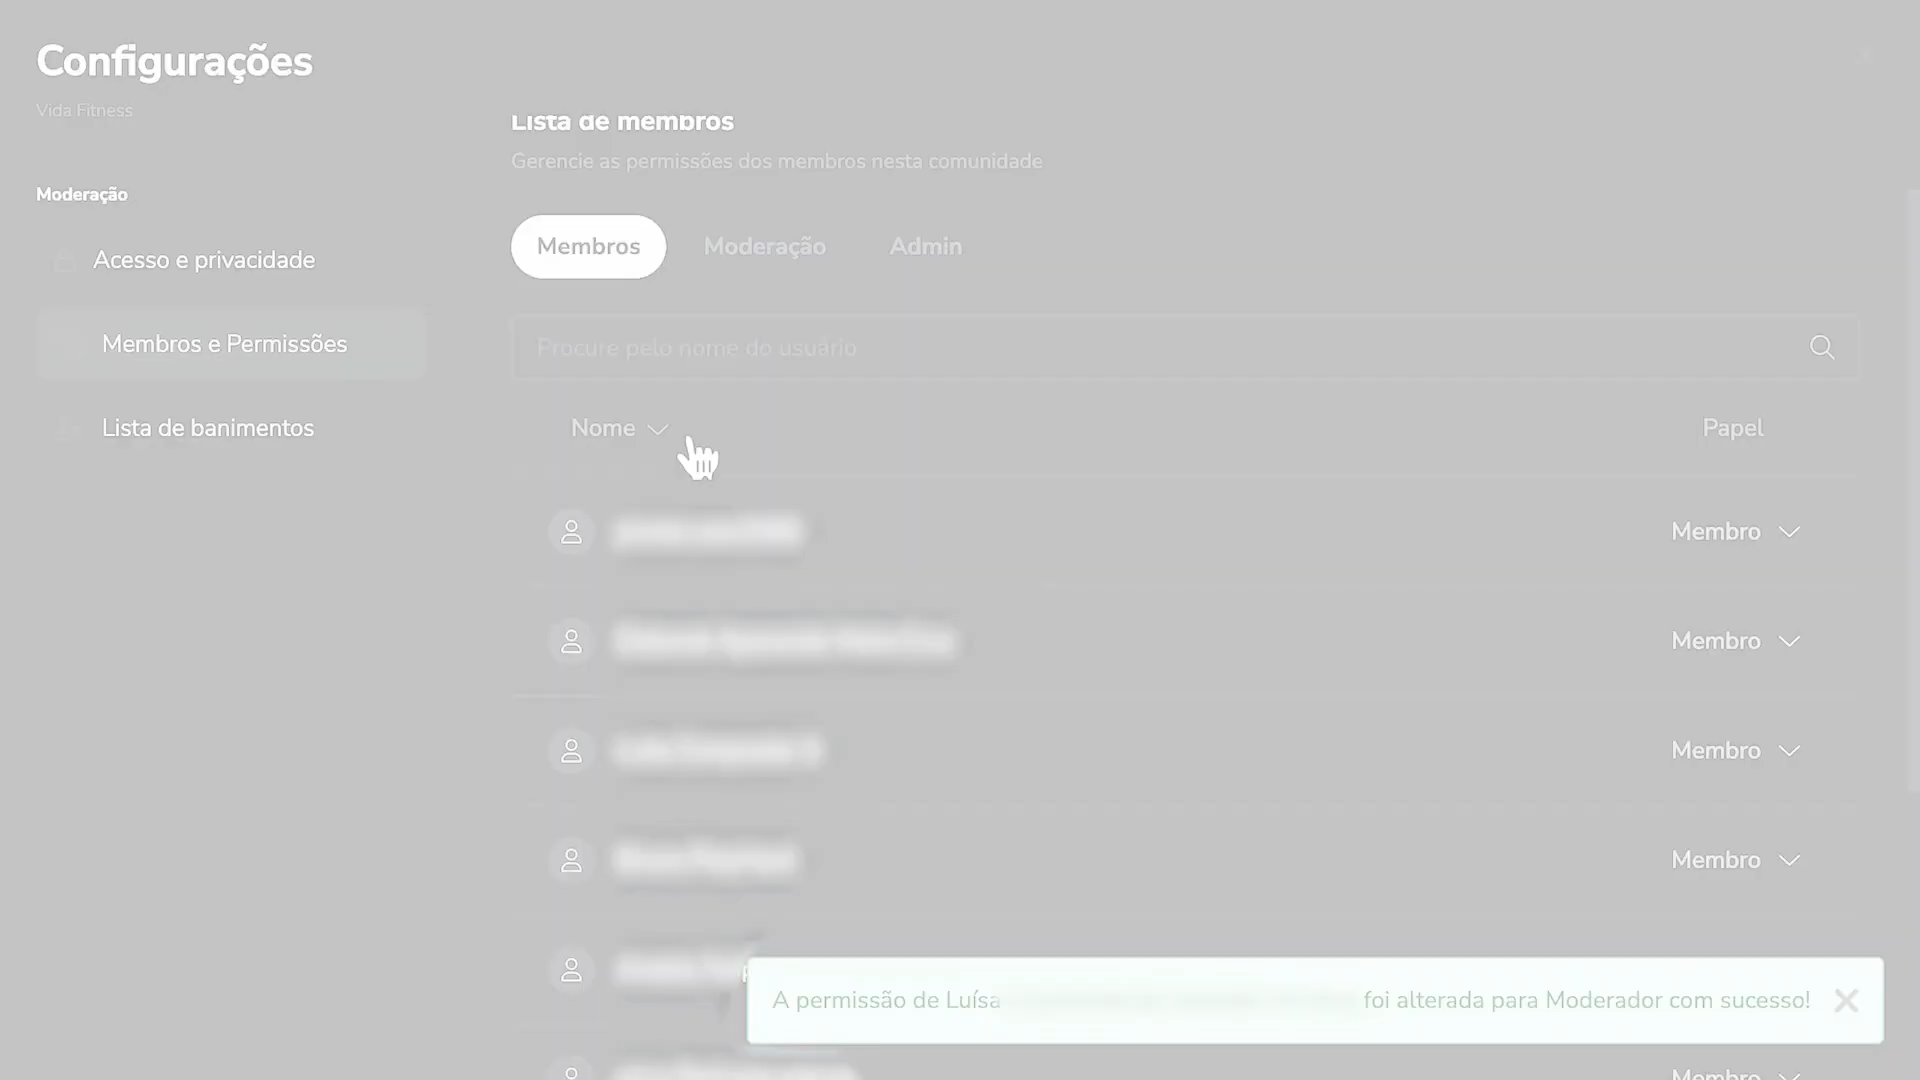 Configurações
Vida Fitness
Moderação
Acesso e privacidade
Membros e Permissões
Lista de banimentos
Lista de membros
Gerencie as permissões dos membros nesta comunidade
Membros Moderação Admin
Procure pelo nome do usuário
Nome Papel
Membro
Membro
Membro
Membro
A permissão de Luísa foi alterada para Moderador com sucesso!
Membro